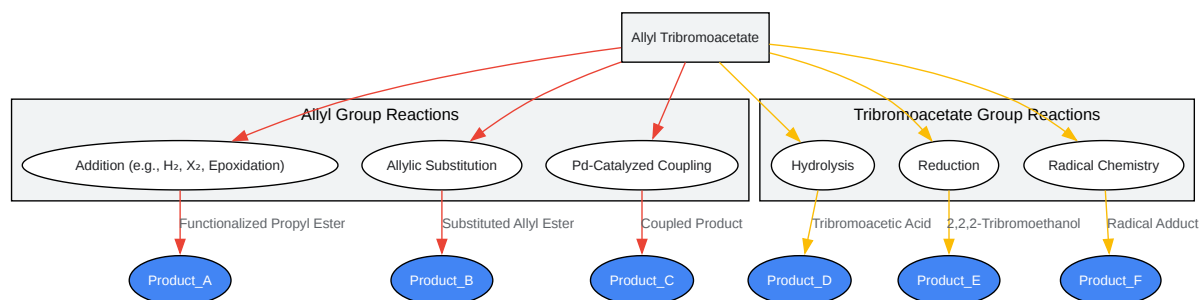 Allyl Tribromoacetate
Allyl Group Reactions
Tribromoacetate Group Reactions
Addition (e.g., H₂, X₂, Epoxidation)
Allylic Substitution
Pd-Catalyzed Coupling
Hydrolysis
Reduction
Radical Chemistry
Functionalized Propyl Ester
Substituted Allyl Ester
Coupled Product
Tribromoacetic Acid
2,2,2-Tribromoethanol
Radical Adduct
Product_A
Product_B
Product_C
Product_D
Product_E
Product_F